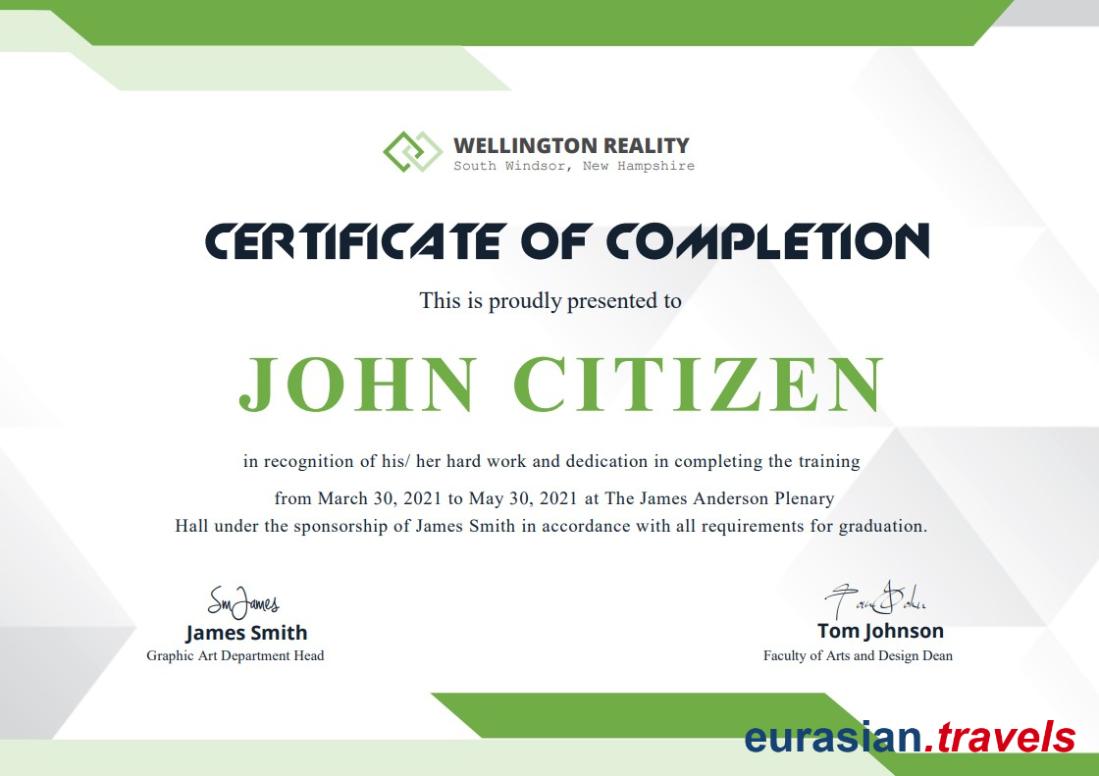 WELLINGTON REALITY
South Windsor, New Hampshire
CERTIFICATE OF COMPLETION
This is proudly presented to
JOHN CITIZEN
in recognition of his/ her hard work and dedication in completing the training
from March 30, 2021 to May 30, 2021 at The James Anderson Plenary
Hall under the sponsorship of James Smith in accordance with all requirements for graduation.
Sm James
James Smith
Graphic Art Department Head
Tom Johnson
Faculty of Arts and Design Dean
eurasian.travels